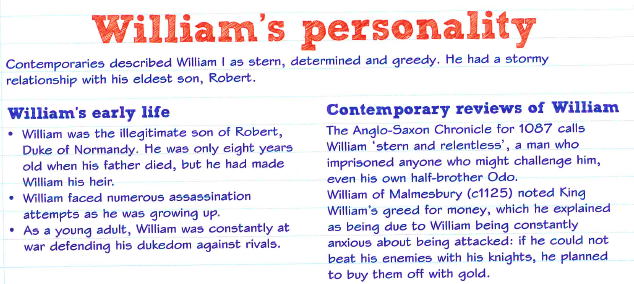 William's personality
Contemporaries described William I as stern, determined and greedy. He had a stormy
relationship with his eldest son, Robert.
William's early life
• William was the illegitimate son of Robert,
Duke of Normandy. He was only eight years
old when his father died, but he had made
William his heir.
• William faced numerous assassination
attempts as he was growing up.
• As a young adult, William was constantly at
war defending his dukedom against rivals.
Contemporary reviews of William
The Anglo-Saxon Chronicle for 1087 calls
William 'stern and relentless', a man who
imprisoned anyone who might challenge him,
even his own half-brother Odo.
William of Malmesbury (c1125) noted King
William's greed for money, which he explained
as being due to William being constantly
anxious about being attacked: if he could not
beat his enemies with his knights, he planned
to buy them off with gold.